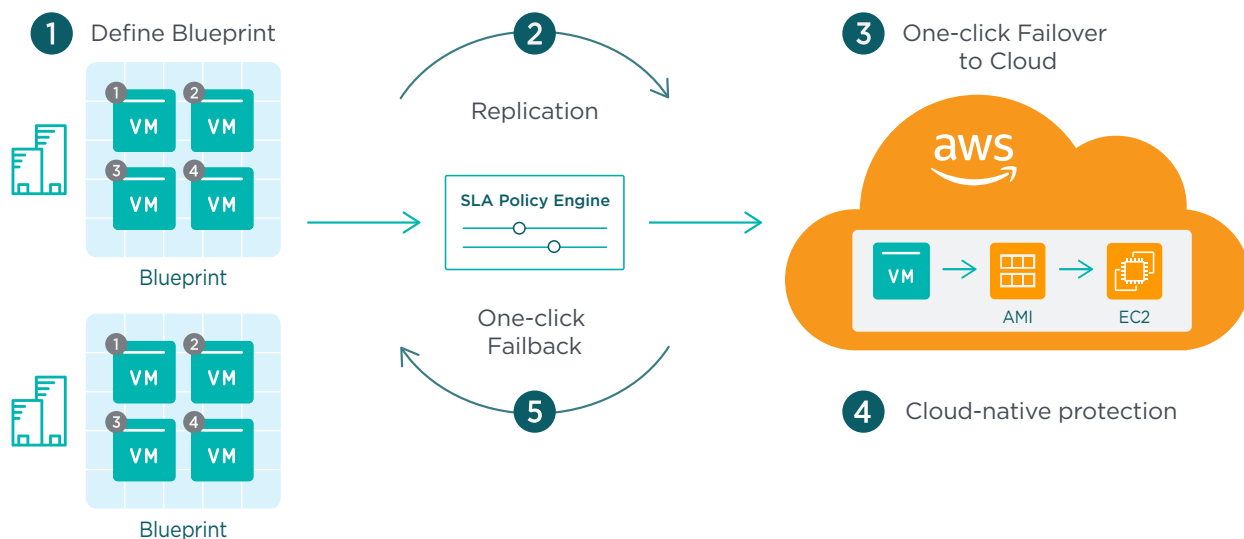 1 Define Blueprint
1
2
VM
VM
3
4
VM
VM
Blueprint
1
2
VM
VM
3
4
VM
VM
Blueprint
2
Replication
SLA Policy Engine
One-click
Failback
5
3 One-click Failover
to Cloud
aws
VM
AMI
EC2
4 Cloud-native protection